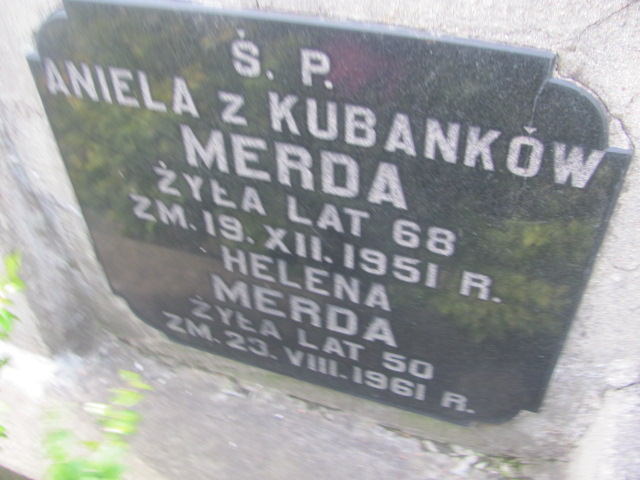 Ś. P.
ANIELA Z KUBANKÓW
MERDA
ŻYŁA LAT 68
ZM. 19. XII. 1951 R.
HELENA
MERDA
ŻYŁA LAT 50
ZM. 23. VIII. 1961 R.